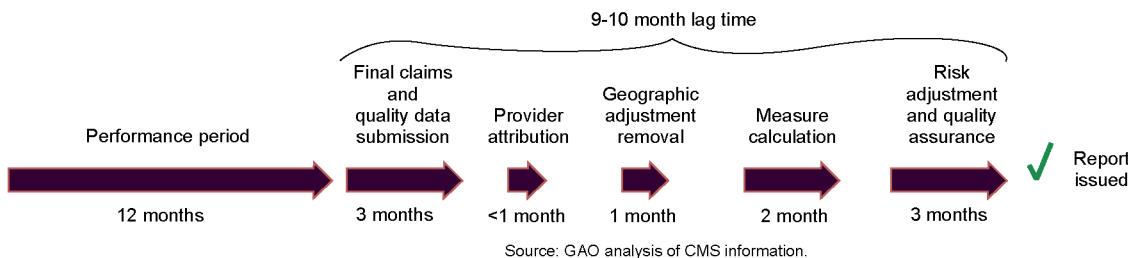 9-10 month lag time
Performance period
12 months
Final claims
and
quality data
submission
3 months
Provider
attribution
<1 month
Geographic
adjustment
removal
1 month
Measure
calculation
2 month
Risk
adjustment
and quality
assurance
3 months
Report
issued
Source: GAO analysis of CMS information.